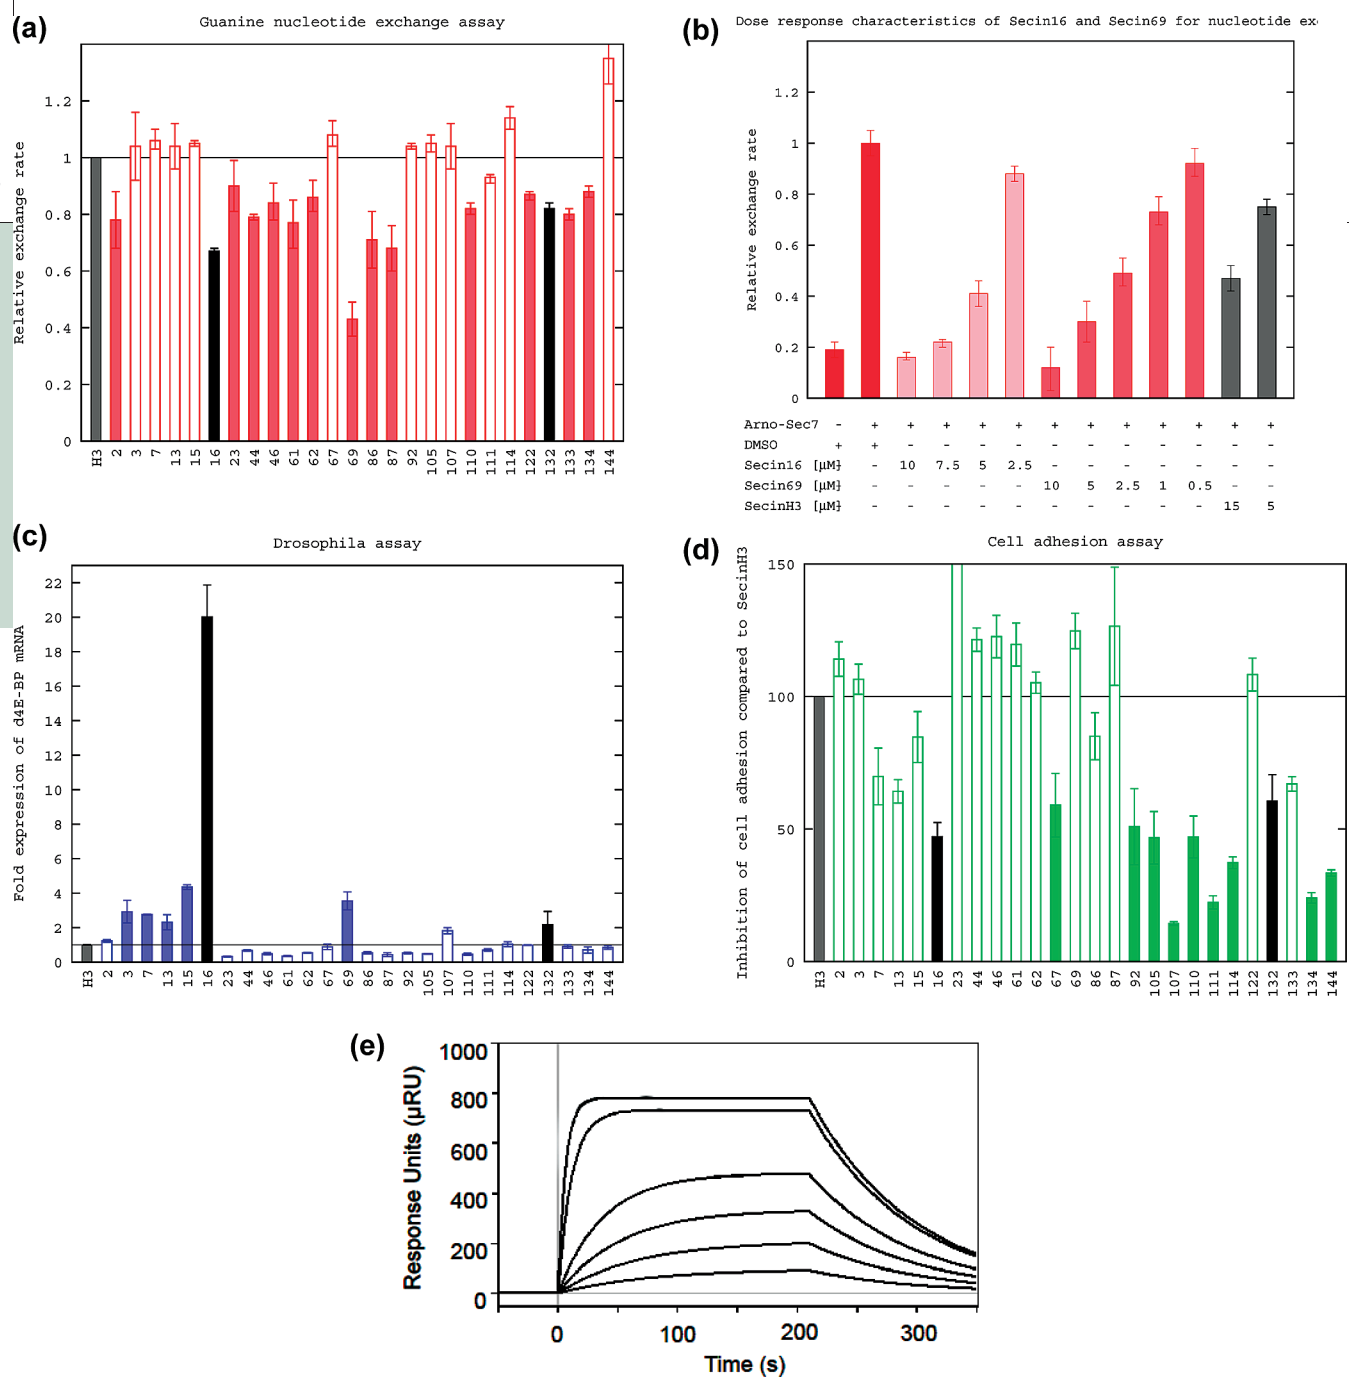 (a)
Guanine nucleotide exchange assay
Relative exchange rate
1.2
1
0.8
0.6
0.4
0.2
0
H3 2 3 7 13 15 16 23 44 46 61 62 67 69 86 87 92 105 107 110 111 114 122 132 133 134 144
(b)
Dose response characteristics of Secin16 and Secin69 for nucleotide ex
Relative exchange rate
1.2
1
0.8
0.6
0.4
0.2
0
Arno-Sec7 - + + + + + + + + + + + +
DMSO + + - - - - - - - - - - -
Secin16 [µM] - - 10 7.5 5 2.5 - - - - - - -
Secin69 [µM] - - - - - - 10 5 2.5 1 0.5 - -
SecinH3 [µM] - - - - - - - - - - - 15 5
(c)
Drosophila assay
Fold expression of d4E-BP mRNA
22
20
18
16
14
12
10
8
6
4
2
1
0
H3 2 3 7 13 15 16 23 44 46 61 62 67 69 86 87 92 105 107 110 111 114 122 132 133 134 144
(d)
Cell adhesion assay
Inhibition of cell adhesion compared to SecinH3
150
100
50
0
H3 2 3 7 13 15 16 23 44 46 61 62 67 69 86 87 92 105 107 110 111 114 122 132 133 134 144
(e)
Response Units (µRU)
1000
800
600
400
200
0
0 100 200 300
Time (s)